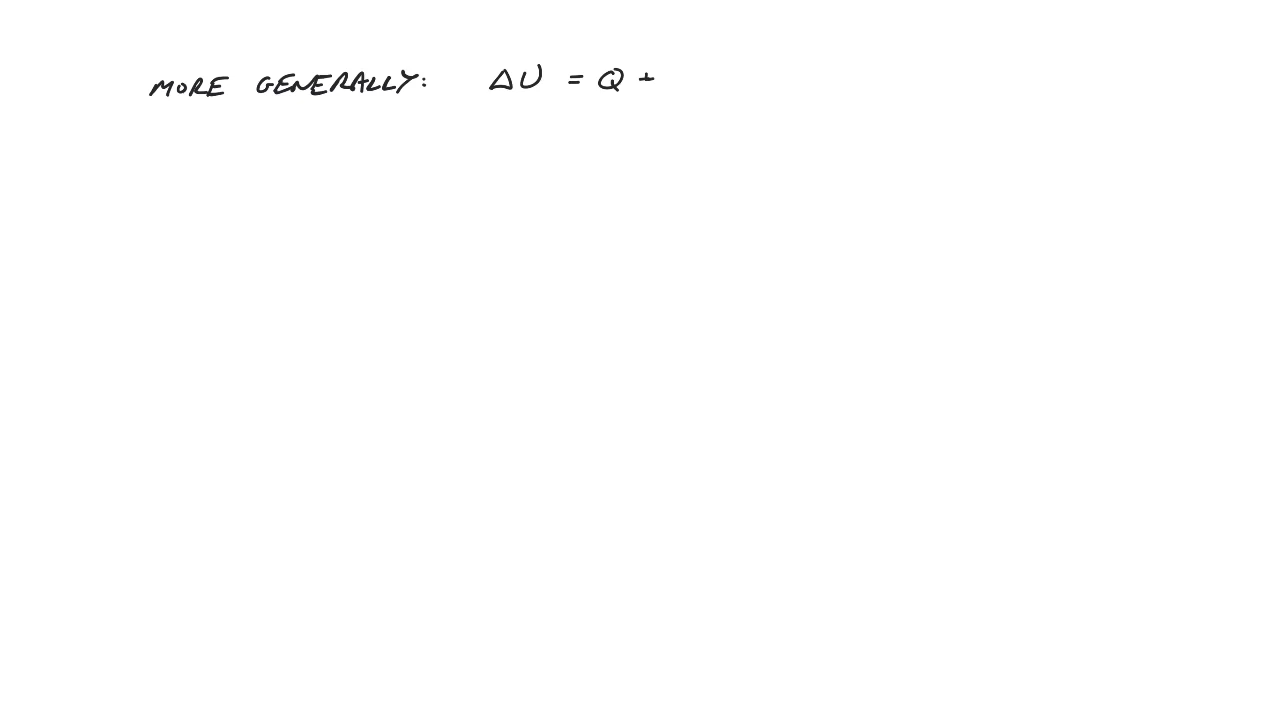 MORE GENERALLY: ΔU = Q +